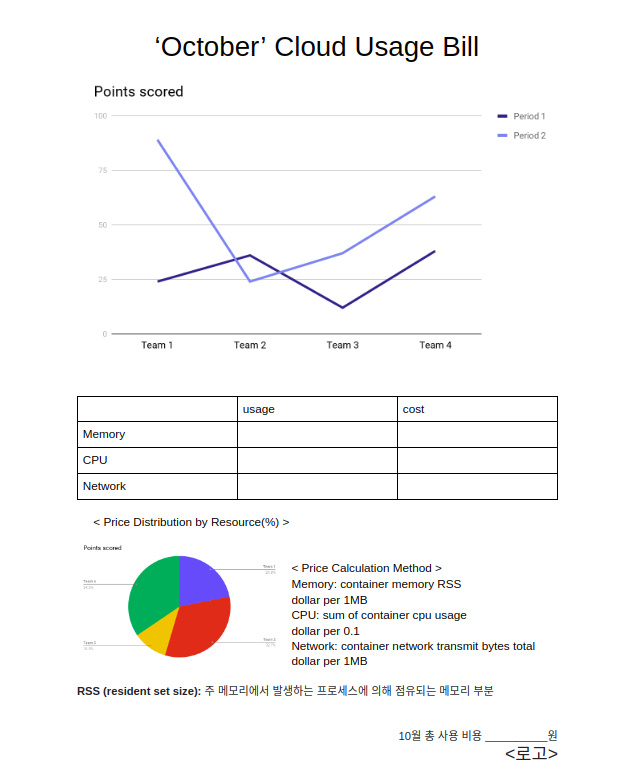 ‘October’ Cloud Usage Bill
Points scored
100
75
50
25
0
Period 1
Period 2
Team 1
Team 2
Team 3
Team 4
usage
cost
Memory
CPU
Network
< Price Distribution by Resource(%) >
Points scored
Team 1
Team 4
Team 2
Team 3
< Price Calculation Method >
Memory: container memory RSS
dollar per 1MB
CPU: sum of container cpu usage
dollar per 0.1
Network: container network transmit bytes total
dollar per 1MB
RSS (resident set size): 주 메모리에서 발생하는 프로세스에 의해 점유되는 메모리 부분
10월 총 사용 비용 __________원
<로고>